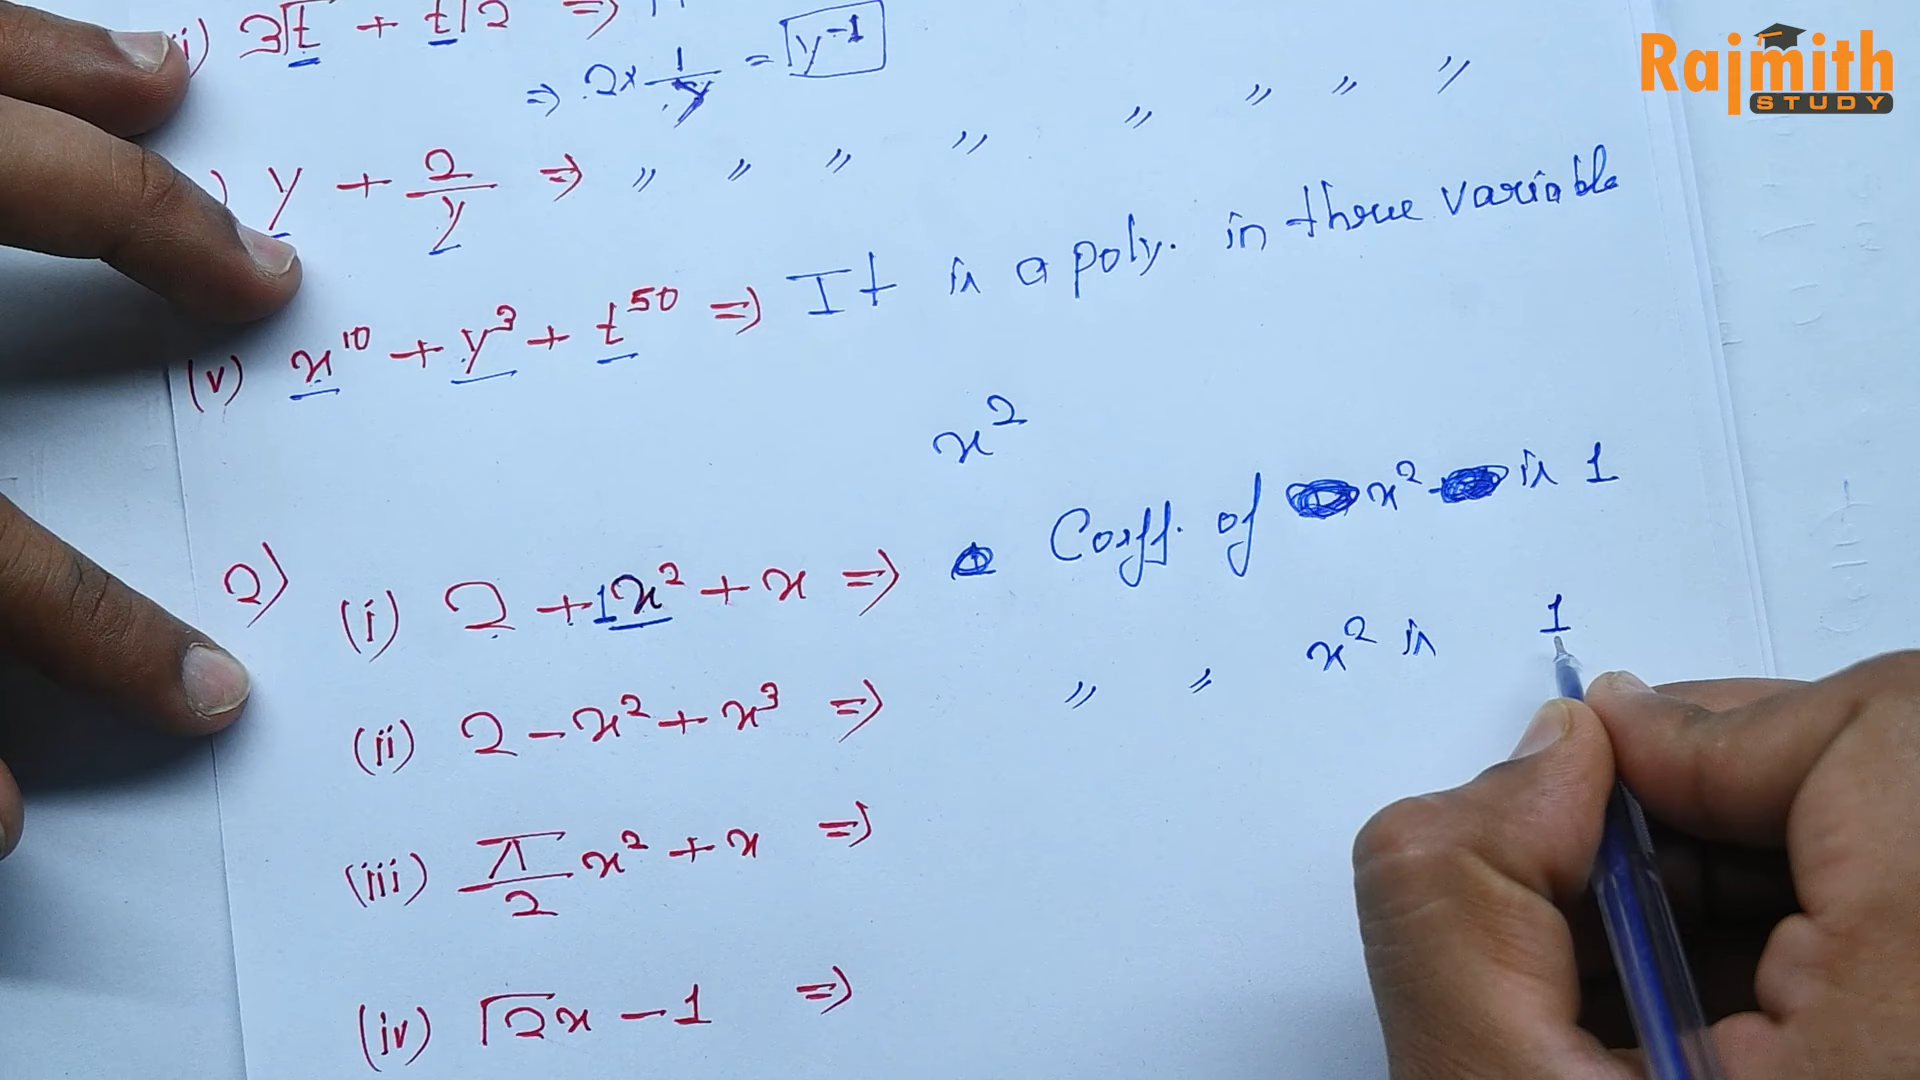 Rajmith
STUDY
i) 3√t + t√2 ⇒
⇒ 2 × 1/y = y⁻¹
) y + 2/y ⇒ 〃 〃 〃 〃 〃 〃 〃 〃
(v) x¹⁰ + y³ + t⁵⁰ ⇒ It is a poly. in three variable
x²
2) (i) 2 + 1x² + x ⇒ Coeff. of x² is 1
(ii) 2 - x² + x³ ⇒ 〃 〃 x² is 1
(iii) π/2 x² + x ⇒
(iv) √2x - 1 ⇒